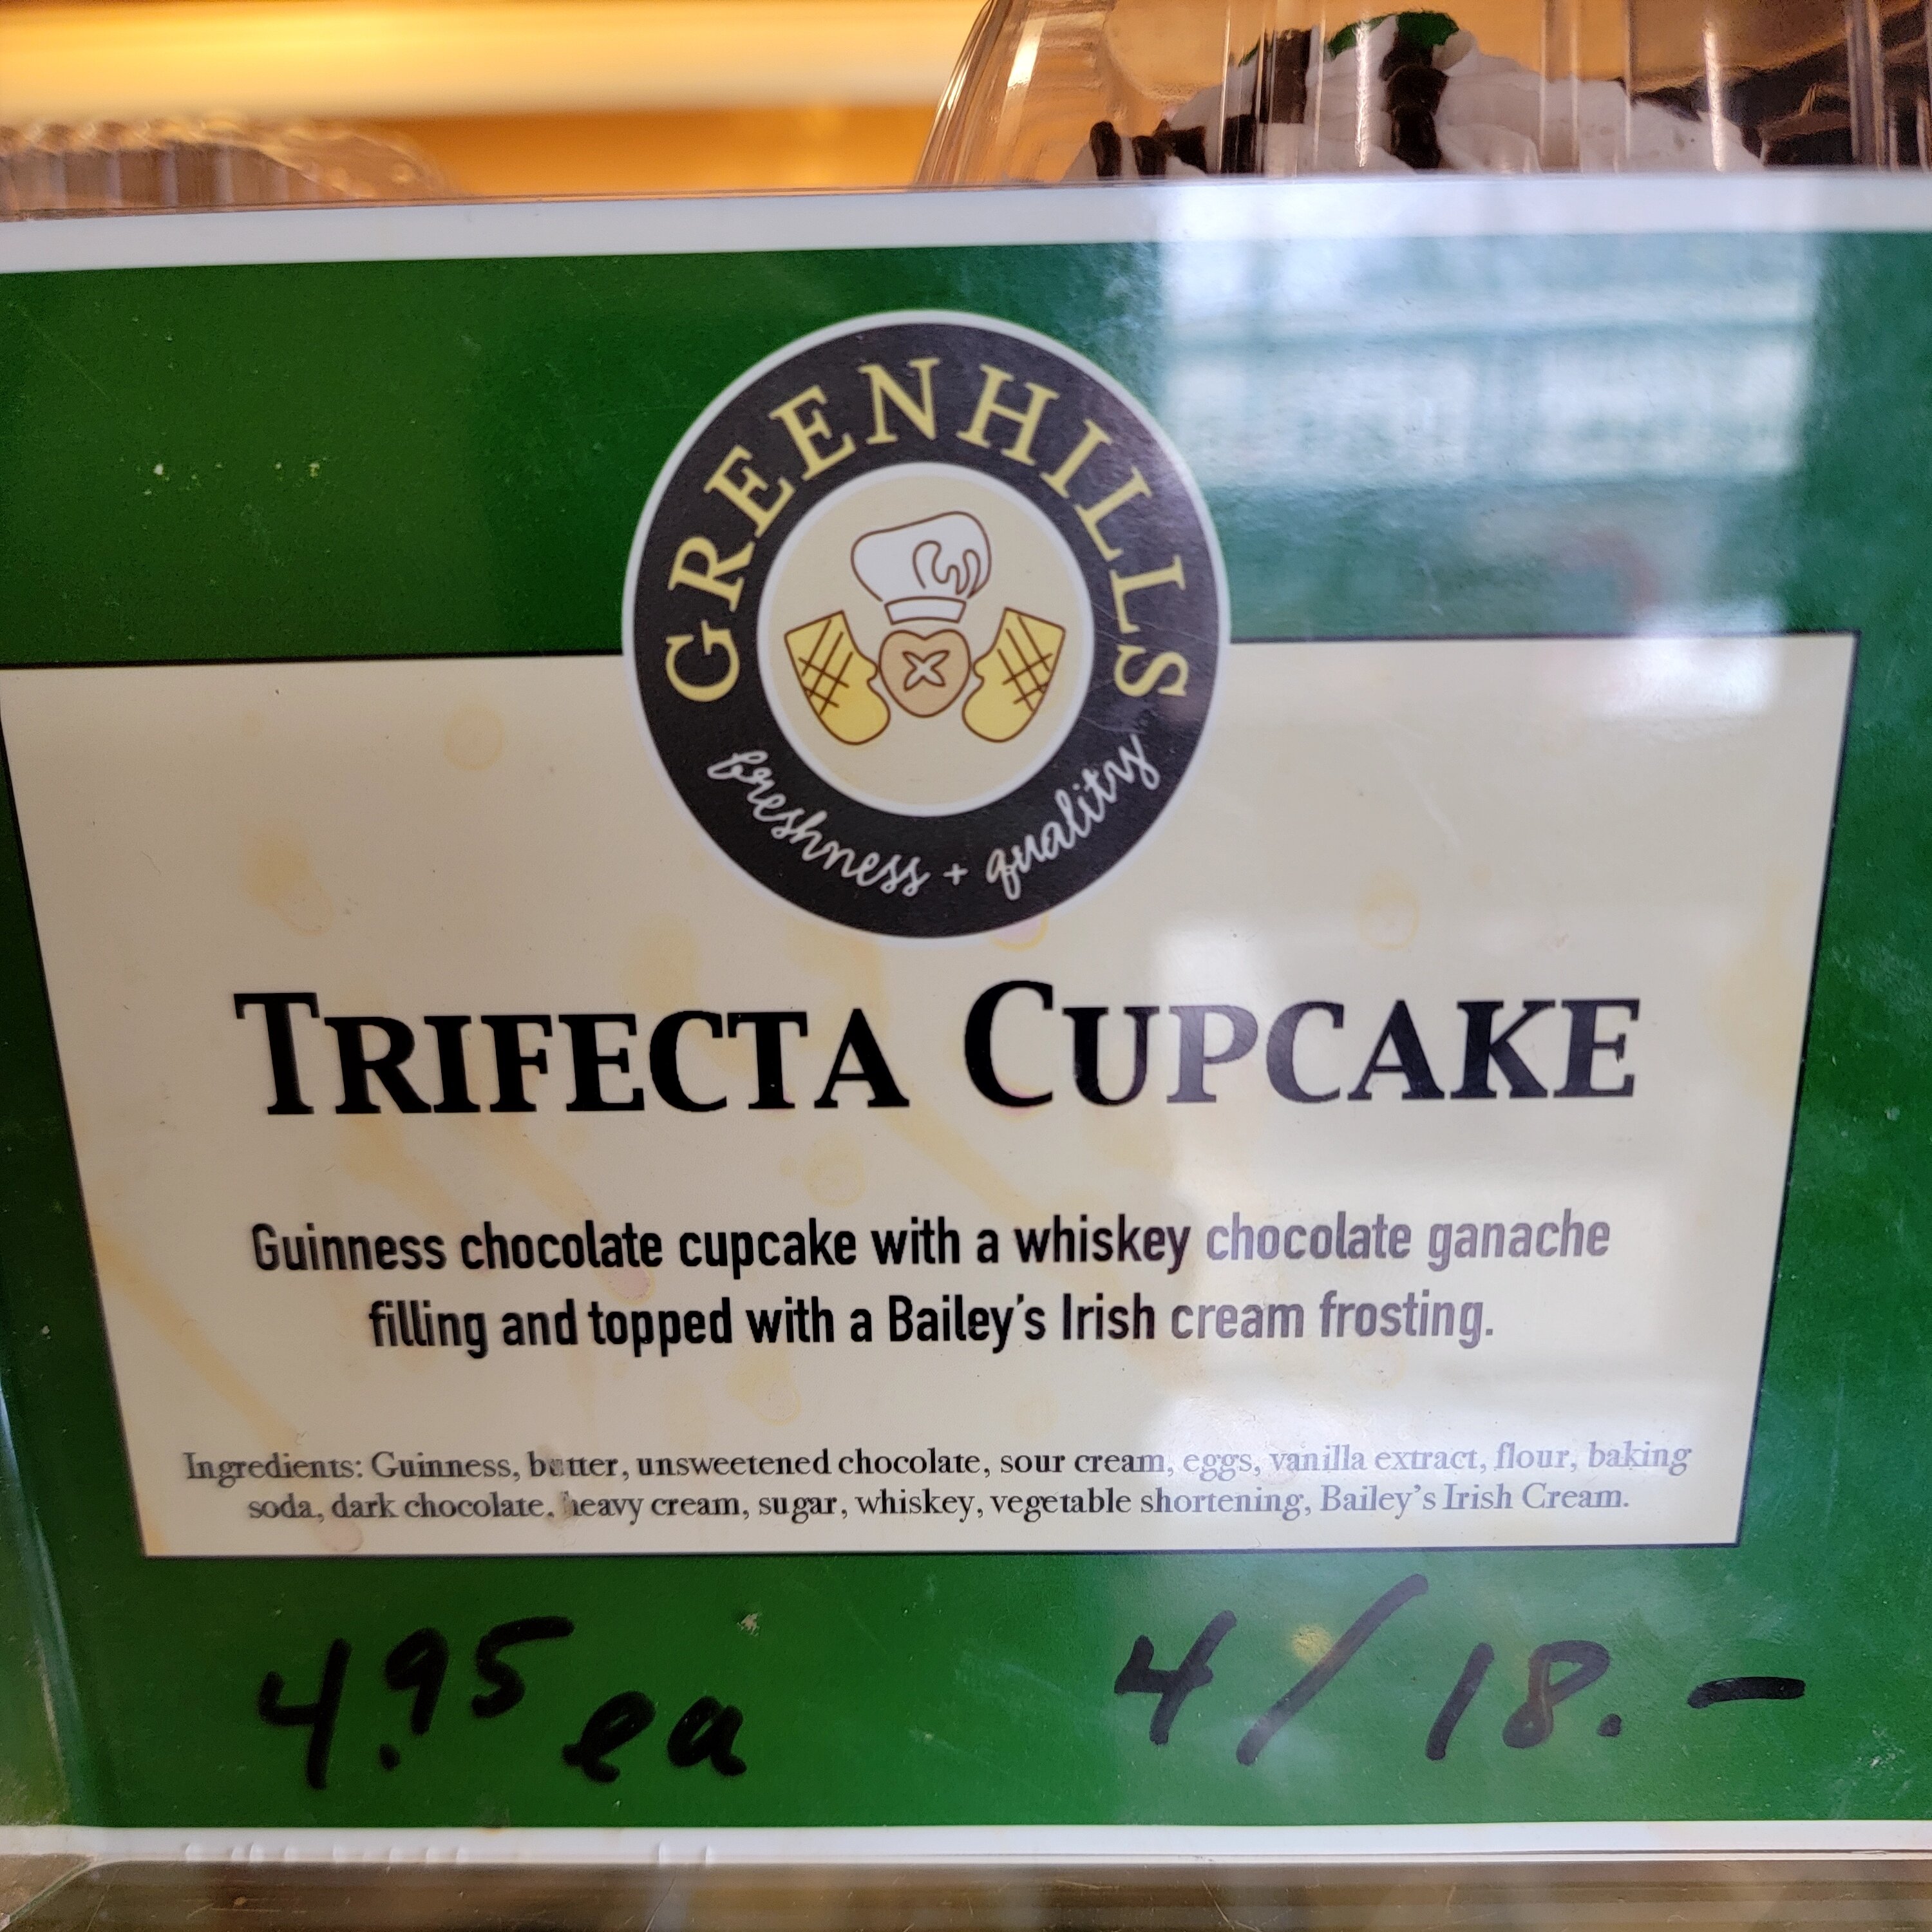 GREENHILLS
freshness + quality
TRIFECTA CUPCAKE
Guinness chocolate cupcake with a whiskey chocolate ganache
filling and topped with a Bailey's Irish cream frosting.
Ingredients: Guinness, butter, unsweetened chocolate, sour cream, eggs, vanilla extract, flour, baking
soda, dark chocolate, heavy cream, sugar, whiskey, vegetable shortening, Bailey's Irish Cream.
4.95 ea 4/18.-